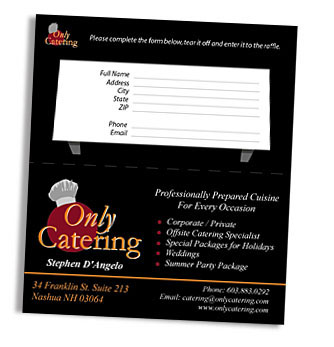 Only
Catering
Please complete the form below, tear it off and enter it to the raffle.
Full Name
Address
City
State
ZIP
Phone
Email
Only
Catering
Stephen D'Angelo
Professionally Prepared Cuisine
For Every Occasion
• Corporate / Private
• Offsite Catering Specialist
• Special Packages for Holidays
• Weddings
• Summer Party Package
34 Franklin St. Suite 213
Nashua NH 03064
Phone: 603.883.0292
Email: catering@onlycatering.com
www.onlycatering.com